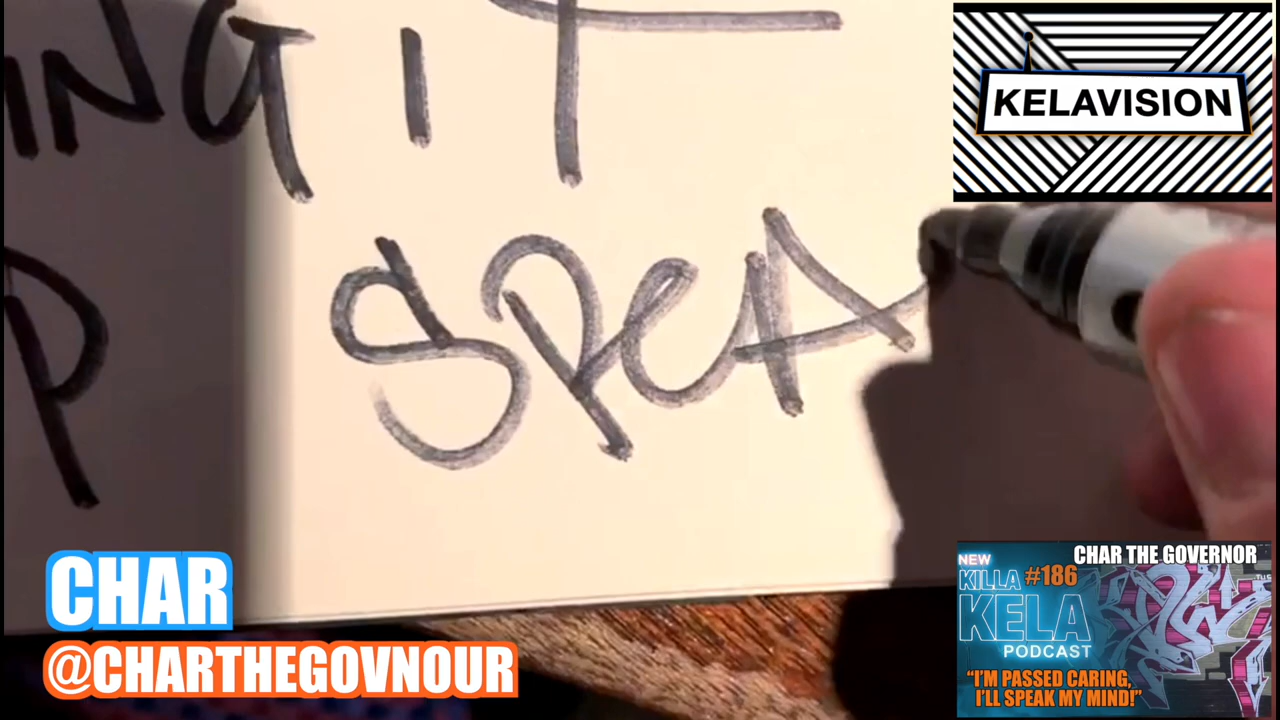 ING IT
P SPEA
KELAVISION
CHAR
@CHARTHEGOVNOUR
NEW
CHAR THE GOVERNOR
KILLA #186
KELA
PODCAST
"I'M PASSED CARING,
I'LL SPEAK MY MIND!"